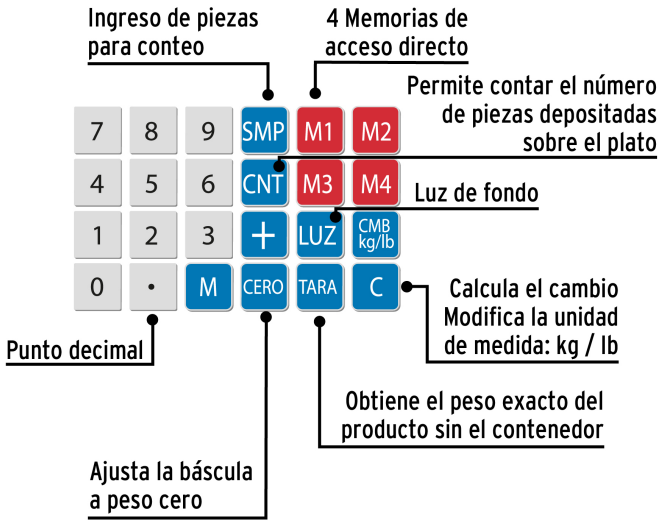 Ingreso de piezas
para conteo
4 Memorias de
acceso directo
Permite contar el número
de piezas depositadas
sobre el plato
7 8 9 SMP M1 M2
4 5 6 CNT M3 M4
Luz de fondo
1 2 3 + LUZ CMB
kg/lb
0 . M CERO TARA C
Calcula el cambio
Modifica la unidad
de medida: kg / lb
Punto decimal
Obtiene el peso exacto del
producto sin el contenedor
Ajusta la báscula
a peso cero